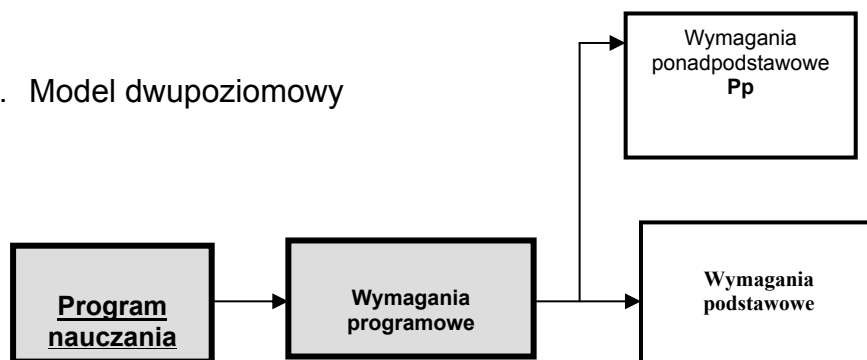 Wymagania
ponadpodstawowe
Pp
. Model dwupoziomowy
Program
nauczania
Wymagania
programowe
Wymagania
podstawowe